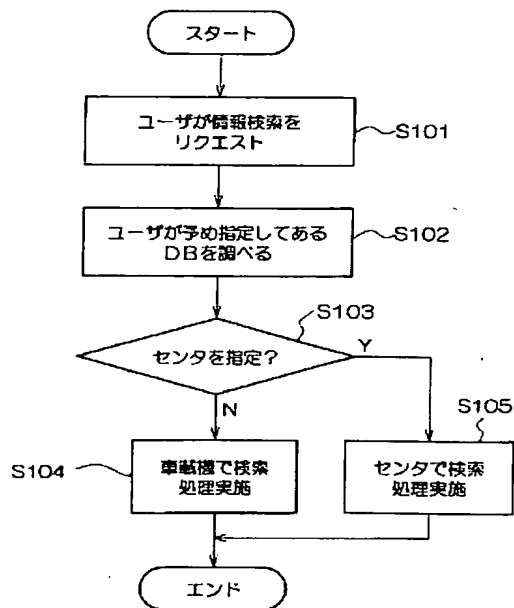 スタート
ユーザが情報検索を
リクエスト
S101
ユーザが予め指定してある
DBを調べる
S102
S103
センタを指定?
Y
N
S105
S104
車載機で検索
処理実施
センタで検索
処理実施
エンド